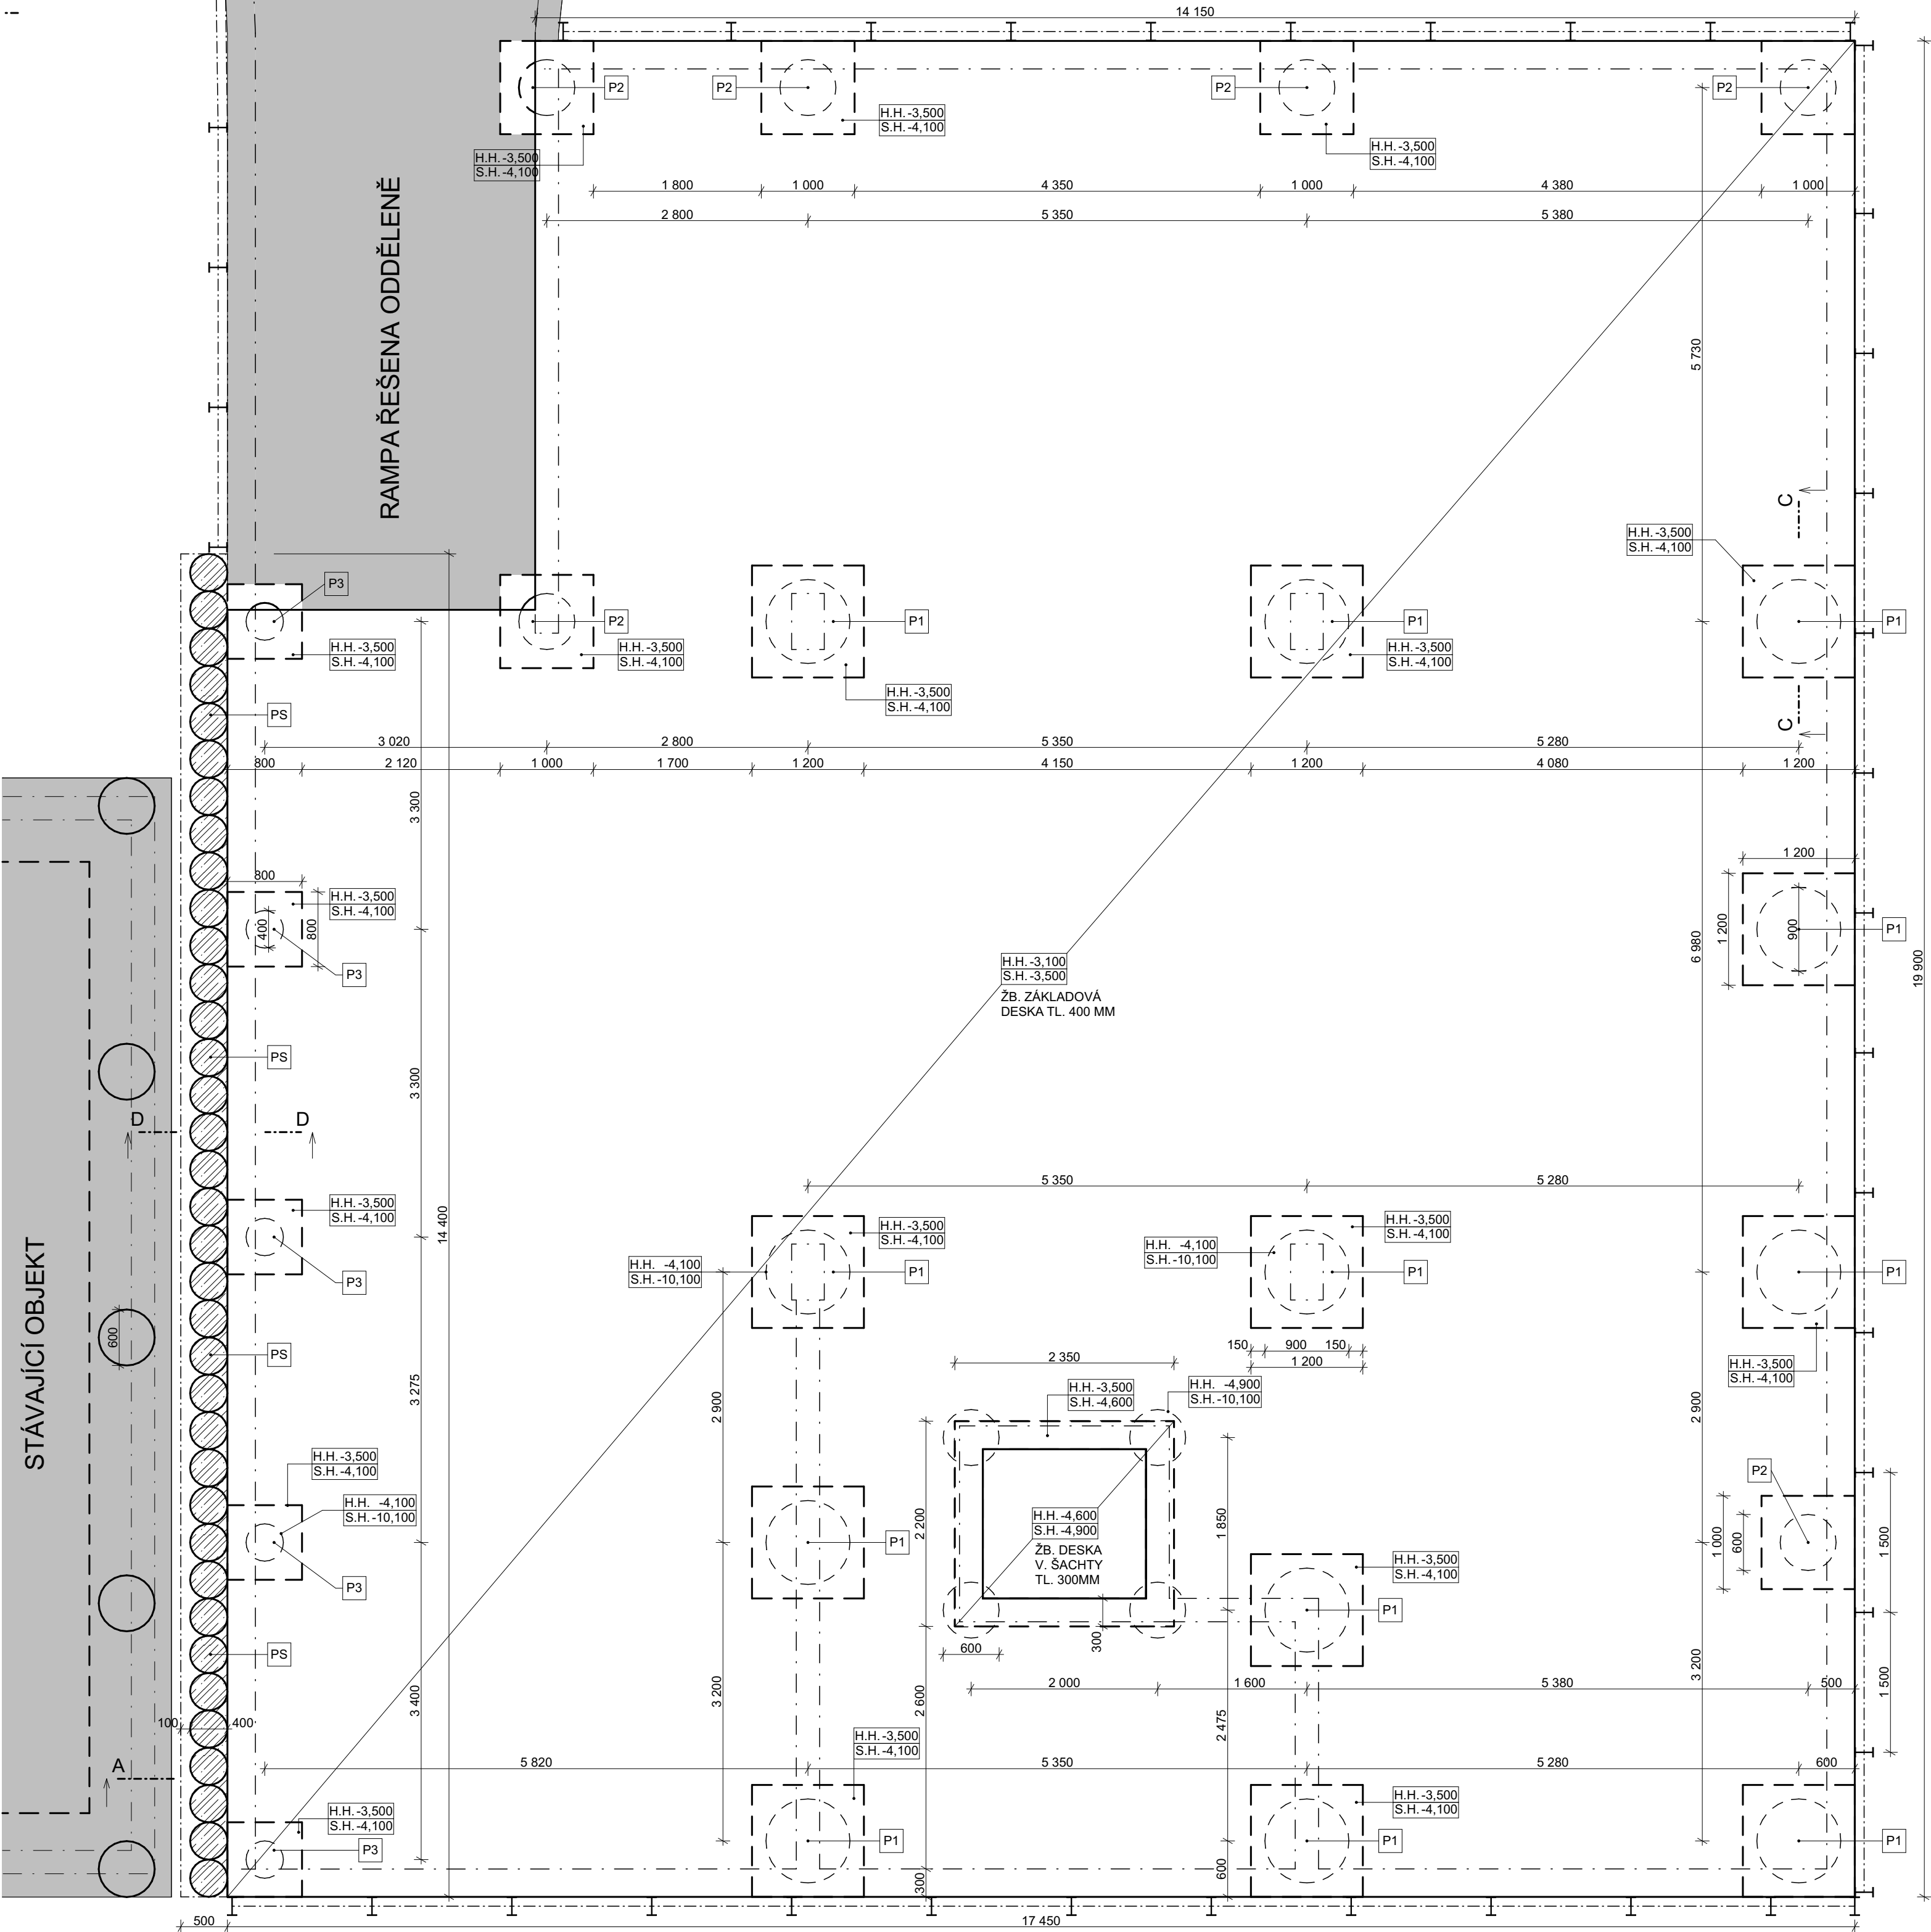 14 150
P2
P2
P2
P2
H.H. -3,500
S.H. -4,100
H.H. -3,500
S.H. -4,100
H.H. -3,500
S.H. -4,100
1 800
1 000
4 350
1 000
4 380
1 000
2 800
5 350
5 380
RAMPA ŘEŠENA ODDĚLENĚ
5 730
C
H.H. -3,500
S.H. -4,100
P3
P2
P1
P1
P1
H.H. -3,500
S.H. -4,100
H.H. -3,500
S.H. -4,100
H.H. -3,500
S.H. -4,100
H.H. -3,500
S.H. -4,100
PS
C
3 020
2 800
5 350
5 280
800
2 120
1 000
1 700
1 200
4 150
1 200
4 080
1 200
3 300
800
H.H. -3,500
S.H. -4,100
400
800
P3
1 200
1 200
900
P1
6 980
19 900
H.H. -3,100
S.H. -3,500
ŽB. ZÁKLADOVÁ
DESKA TL. 400 MM
PS
3 300
D
D
5 350
5 280
H.H. -3,500
S.H. -4,100
14 400
P3
H.H. -3,500
S.H. -4,100
H.H. -4,100
S.H. -10,100
P1
H.H. -3,500
S.H. -4,100
H.H. -4,100
S.H. -10,100
P1
P1
STÁVAJÍCÍ OBJEKT
600
PS
3 275
150
900
150
1 200
H.H. -3,500
S.H. -4,100
2 350
H.H. -3,500
S.H. -4,600
H.H. -4,900
S.H. -10,100
2 900
2 900
H.H. -3,500
S.H. -4,100
H.H. -4,100
S.H. -10,100
P3
P1
2 200
H.H. -4,600
S.H. -4,900
ŽB. DESKA
V. ŠACHTY
TL. 300MM
1 850
P2
1 000
600
1 500
H.H. -3,500
S.H. -4,100
P1
300
600
PS
3 400
3 200
2 600
2 000
1 600
5 380
500
3 200
1 500
2 475
100
400
H.H. -3,500
S.H. -4,100
A
5 820
5 350
5 280
600
H.H. -3,500
S.H. -4,100
P3
P1
H.H. -3,500
S.H. -4,100
P1
P1
300
600
500
17 450